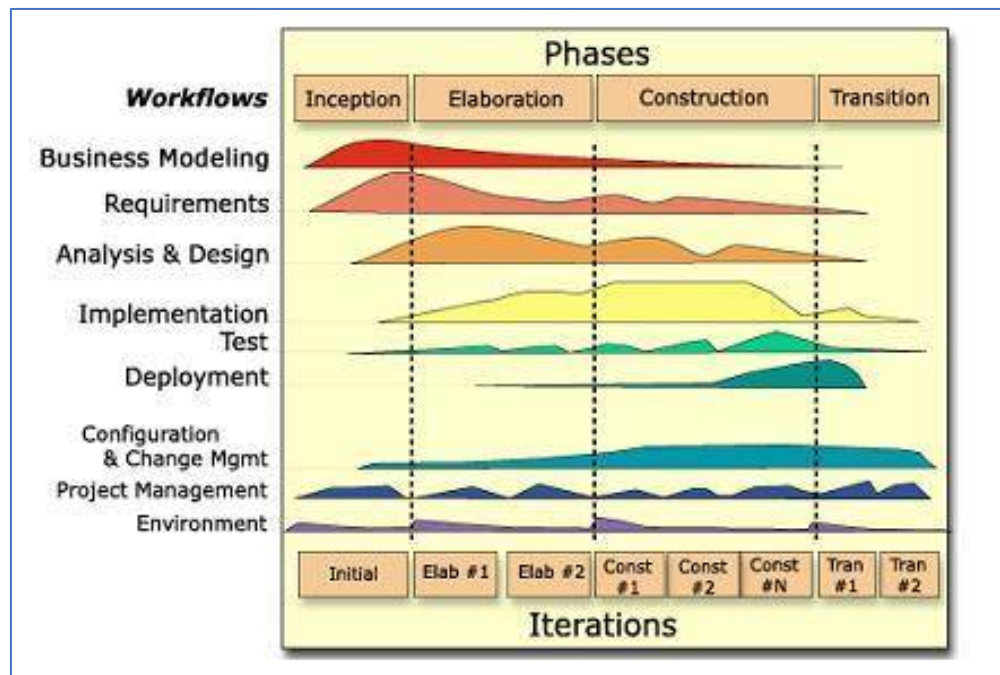 Phases
Workflows
Inception
Elaboration
Construction
Transition
Business Modeling
Requirements
Analysis & Design
Implementation
Test
Deployment
Configuration
& Change Mgmt
Project Management
Environment
Initial
Elab #1
Elab #2
Const
#1
Const
#2
Const
#N
Tran
#1
Tran
#2
Iterations